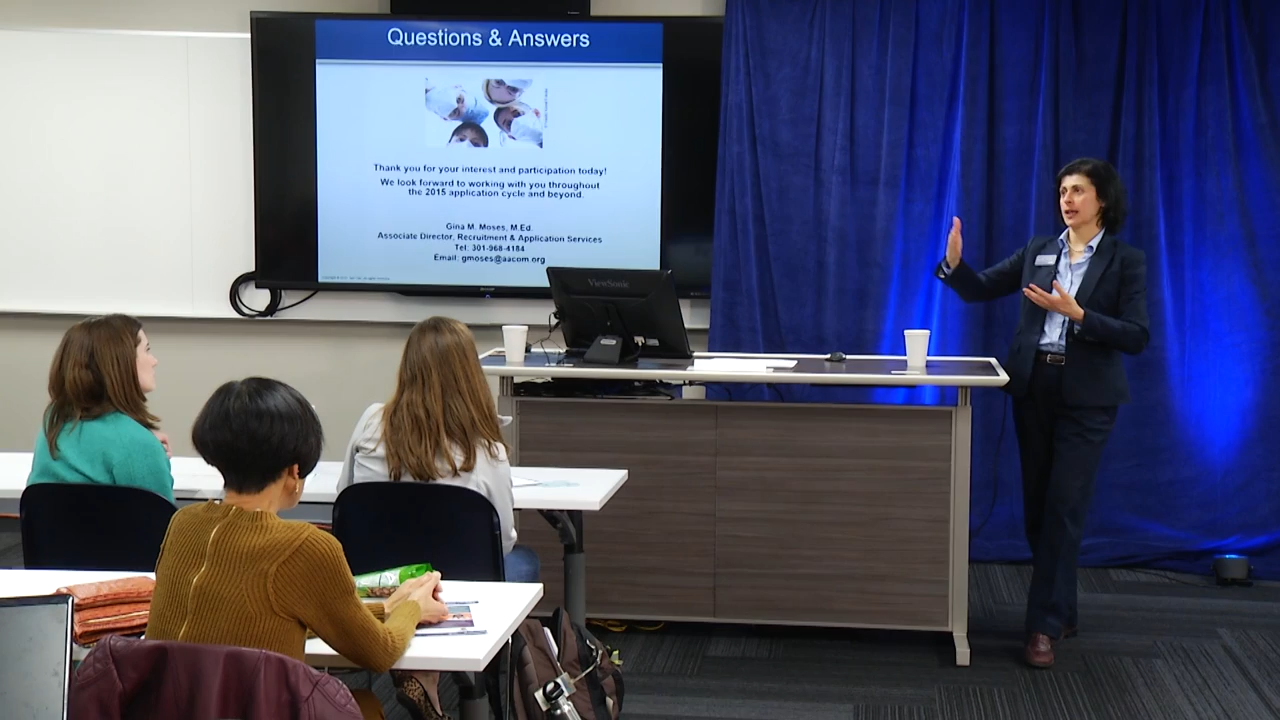 Questions & Answers
Thank you for your interest and participation today!
We look forward to working with you throughout
the 2015 application cycle and beyond.
Gina M. Moses, M.Ed.
Associate Director, Recruitment & Application Services
Tel: 301-968-4184
Email: gmoses@aacom.org
SHARP
ViewSonic